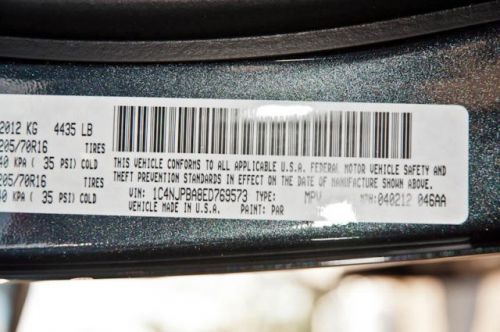 2012 KG 4435 LB
205/70R16 TIRES
40 KPA ( 35 PSI) COLD
205/70R16 TIRES
40 KPA ( 35 PSI) COLD
THIS VEHICLE CONFORMS TO ALL APPLICABLE U.S.A. FEDERAL MOTOR VEHICLE SAFETY AND
THEFT PREVENTION STANDARDS IN EFFECT ON THE DATE OF MANUFACTURE SHOWN ABOVE.
VIN: 1C4NJPBA8ED769573 TYPE: MPV MDH:040212 046AA
VEHICLE MADE IN U.S.A. PAINT: PAR